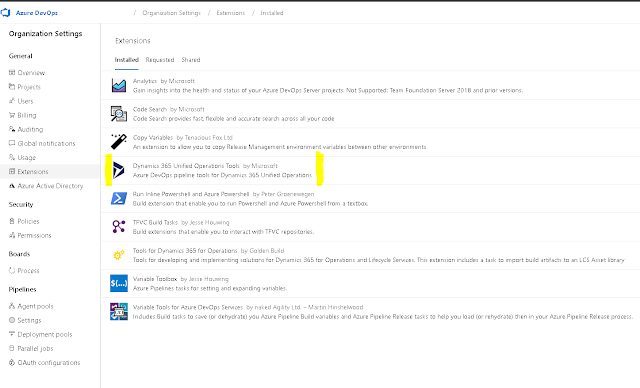 Azure DevOps / Organization Settings / Extensions / Installed
Organization Settings
General
Overview
Projects
Users
Billing
Auditing
Global notifications
Usage
Extensions
Azure Active Directory
Security
Policies
Permissions
Boards
Process
Pipelines
Agent pools
Settings
Deployment pools
Parallel jobs
OAuth configurations
Extensions
Installed Requested Shared
Analytics by Microsoft
Gain insights into the health and status of your Azure DevOps Server projects. Not Supported: Team Foundation Server 2018 and prior versions.
Code Search by Microsoft
Code Search provides fast, flexible and accurate search across all your code
Copy Variables by Tenacious Fox Ltd
An extension to allow you to copy Release Management environment variables between other environments
Dynamics 365 Unified Operations Tools by Microsoft
Azure DevOps pipeline tools for Dynamics 365 Unified Operations
Run Inline Powershell and Azure Powershell by Peter Groenewegen
Build extension that enable you to run Powershell and Azure Powershell from a textbox.
TFVC Build Tasks by Jesse Houwing
Build extensions that enable you to interact with TFVC repositories.
Tools for Dynamics 365 for Operations by Golden Build
Tools for developing and implementing solutions for Dynamics 365 for Operations and Lifecycle Services. This extension includes a task to import build artifacts to an LCS Asset library
$(...)
Variable Toolbox by Jesse Houwing
Azure Pipelines tasks for setting and expanding variables.
Variable Tools for Azure DevOps Services by naked Agility Ltd. – Martin Hinshelwood
Includes Build tasks to save (or dehydrate) you Azure Pipeline Build variables and Azure Pipeline Release tasks to help you load (or rehydrate) then in your Azure Pipeline Release process.